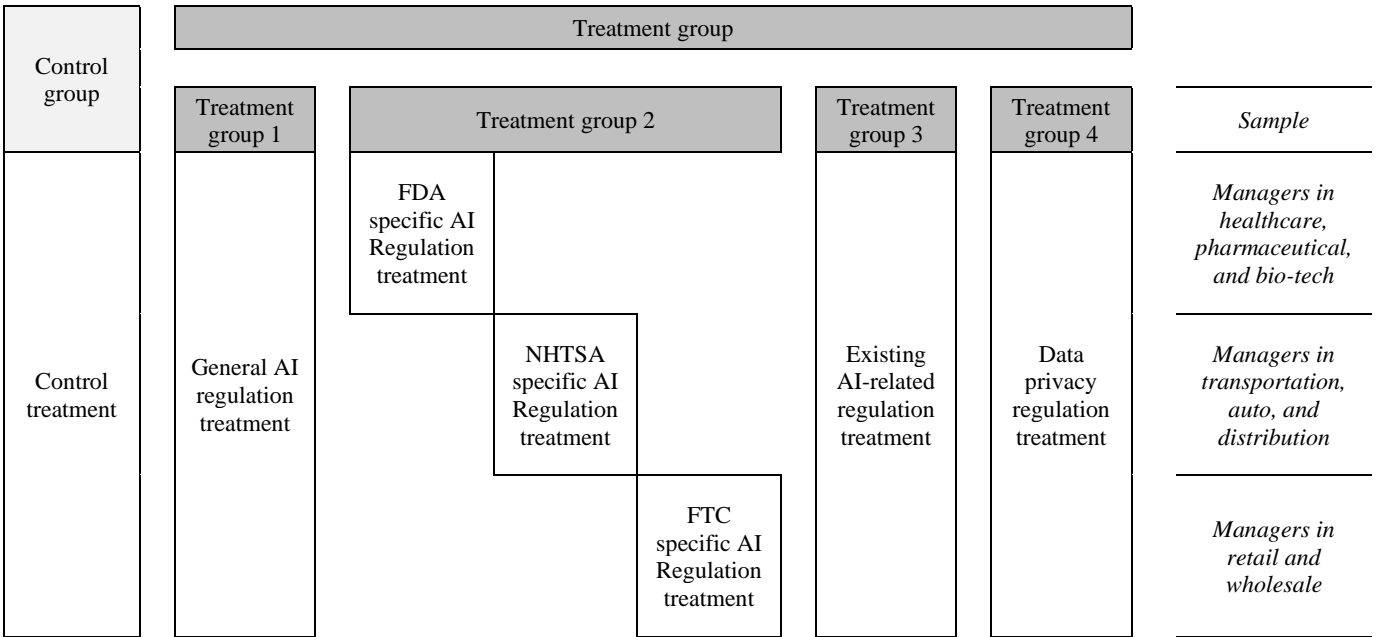 Treatment group
Control
group
Treatment
group 1
Treatment group 2
Treatment
group 3
Treatment
group 4
Sample
Control
treatment
General AI
regulation
treatment
FDA
specific AI
Regulation
treatment
NHTSA
specific AI
Regulation
treatment
FTC
specific AI
Regulation
treatment
Existing
AI-related
regulation
treatment
Data
privacy
regulation
treatment
Managers in
healthcare,
pharmaceutical,
and bio-tech
Managers in
transportation,
auto, and
distribution
Managers in
retail and
wholesale